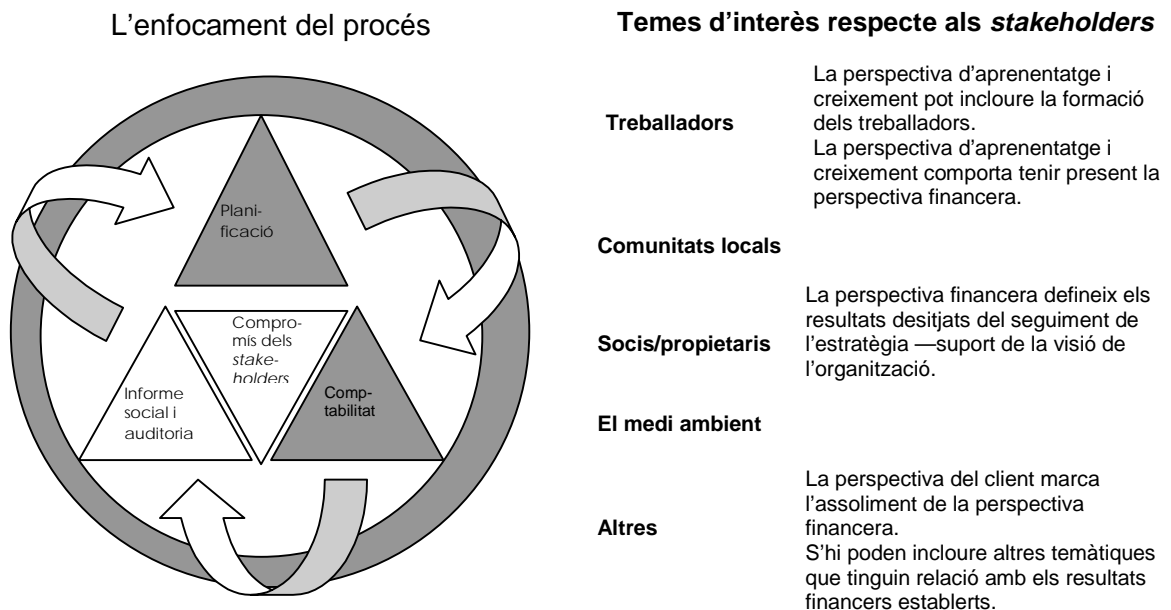 L'enfocament del procés
Plani-
ficació
Compro-
mís dels
stake-
holders
Informe
social i
auditoria
Comp-
tabilitat
Temes d'interès respecte als stakeholders
Treballadors
La perspectiva d'aprenentatge i
creixement pot incloure la formació
dels treballadors.
La perspectiva d'aprenentatge i
creixement comporta tenir present la
perspectiva financera.
Comunitats locals
Socis/propietaris
La perspectiva financera defineix els
resultats desitjats del seguiment de
l'estratègia —suport de la visió de
l'organització.
El medi ambient
Altres
La perspectiva del client marca
l'assoliment de la perspectiva
financera.
S'hi poden incloure altres temàtiques
que tinguin relació amb els resultats
financers establerts.